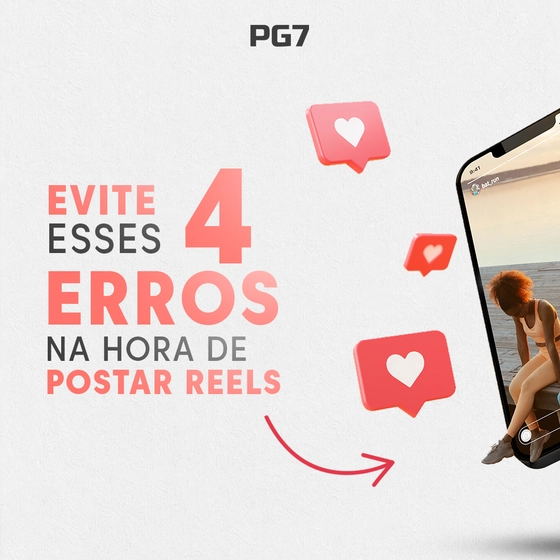 PG7
EVITE
ESSES 4
ERROS
NA HORA DE
POSTAR REELS